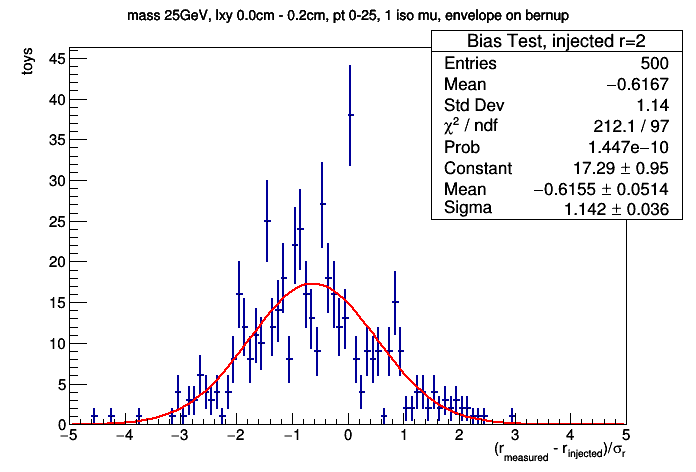 mass 25GeV, lxy 0.0cm - 0.2cm, pt 0-25, 1 iso mu, envelope on bernup
toys
Bias Test, injected r=2
Entries 500
Mean −0.6167
Std Dev 1.14
χ² / ndf 212.1 / 97
Prob 1.447e−10
Constant 17.29 ± 0.95
Mean −0.6155 ± 0.0514
Sigma 1.142 ± 0.036
45
40
35
30
25
20
15
10
5
0
−5 −4 −3 −2 −1 0 1 2 3 4 5
(r_measured - r_injected)/σ_r